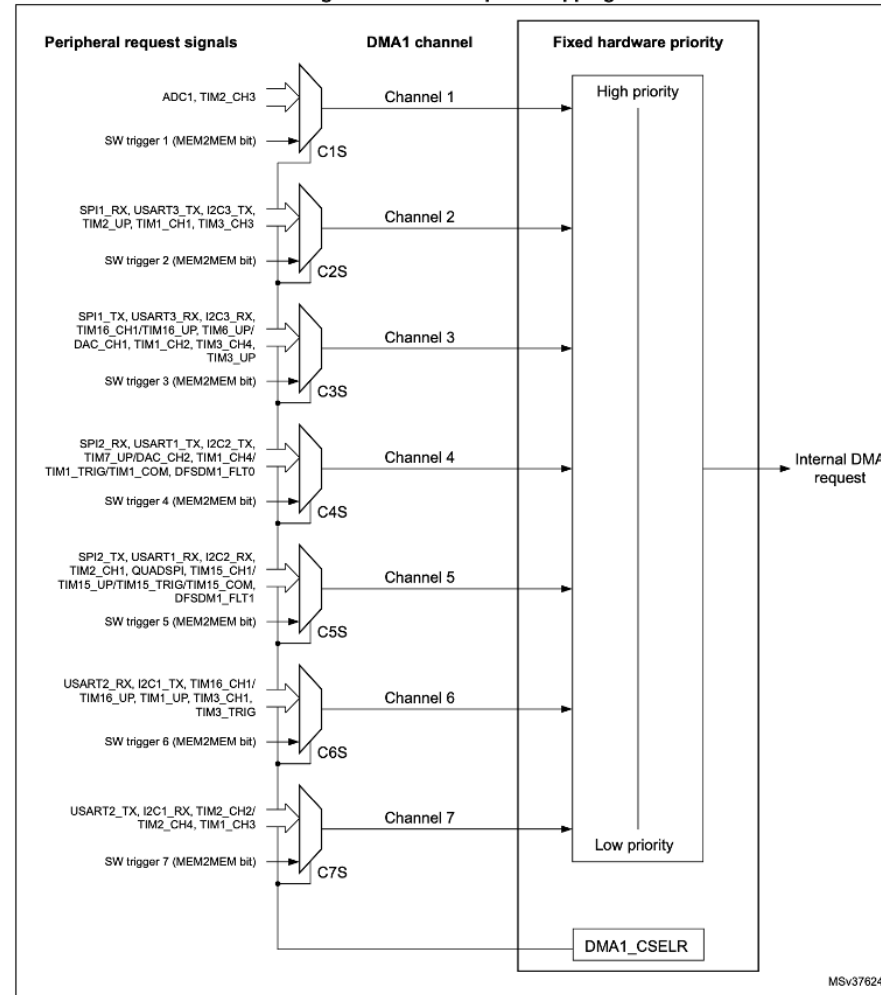 Peripheral request signals
DMA1 channel
Fixed hardware priority
High priority
ADC1, TIM2_CH3
Channel 1
SW trigger 1 (MEM2MEM bit)
C1S
SPI1_RX, USART3_TX, I2C3_TX,
TIM2_UP, TIM1_CH1, TIM3_CH3
Channel 2
SW trigger 2 (MEM2MEM bit)
C2S
SPI1_TX, USART3_RX, I2C3_RX,
TIM16_CH1/TIM16_UP, TIM6_UP/
DAC_CH1, TIM1_CH2, TIM3_CH4,
TIM3_UP
Channel 3
SW trigger 3 (MEM2MEM bit)
C3S
SPI2_RX, USART1_TX, I2C2_TX,
TIM7_UP/DAC_CH2, TIM1_CH4/
TIM1_TRIG/TIM1_COM, DFSDM1_FLT0
Channel 4
Internal DMA
request
SW trigger 4 (MEM2MEM bit)
C4S
SPI2_TX, USART1_RX, I2C2_RX,
TIM2_CH1, QUADSPI, TIM15_CH1/
TIM15_UP/TIM15_TRIG/TIM15_COM,
DFSDM1_FLT1
Channel 5
SW trigger 5 (MEM2MEM bit)
C5S
USART2_RX, I2C1_TX, TIM16_CH1/
TIM16_UP, TIM1_UP, TIM3_CH1,
TIM3_TRIG
Channel 6
SW trigger 6 (MEM2MEM bit)
C6S
USART2_TX, I2C1_RX, TIM2_CH2/
TIM2_CH4, TIM1_CH3
Channel 7
Low priority
SW trigger 7 (MEM2MEM bit)
C7S
DMA1_CSELR
MSv37624